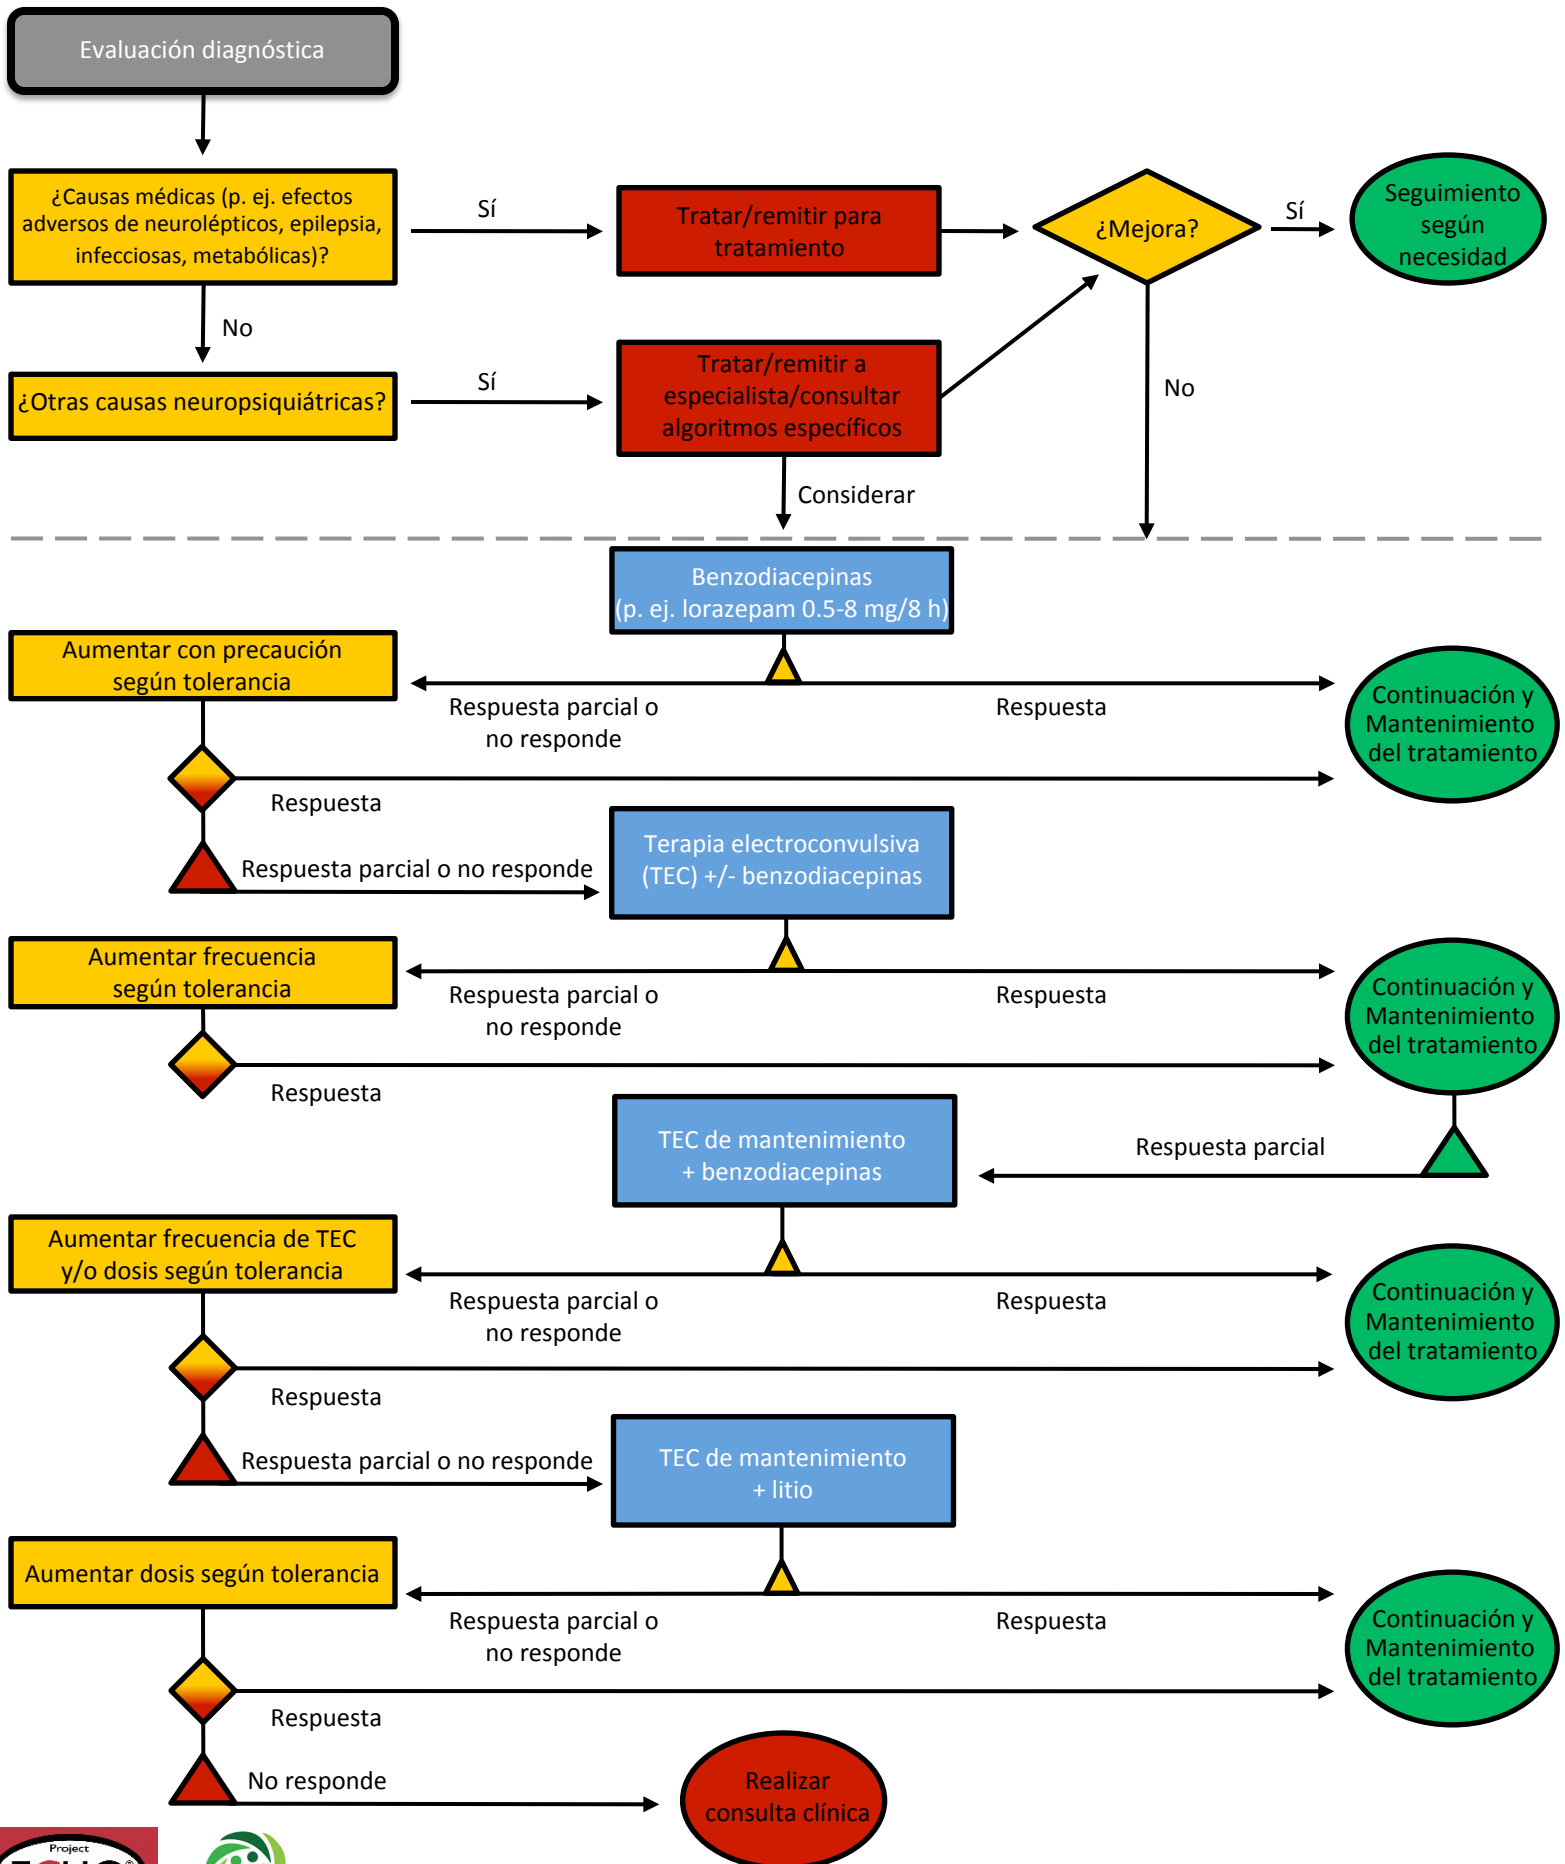 Evaluación diagnóstica
¿Causas médicas (p. ej. efectos
adversos de neurolépticos, epilepsia,
infecciosas, metabólicas)?
Sí
Tratar/remitir para
tratamiento
¿Mejora?
Sí
Seguimiento
según
necesidad
No
¿Otras causas neuropsiquiátricas?
Sí
Tratar/remitir a
especialista/consultar
algoritmos específicos
No
Considerar
Benzodiacepinas
(p. ej. lorazepam 0.5-8 mg/8 h)
Aumentar con precaución
según tolerancia
Respuesta parcial o
no responde
Respuesta
Continuación y
Mantenimiento
del tratamiento
Respuesta
Respuesta parcial o no responde
Terapia electroconvulsiva
(TEC) +/- benzodiacepinas
Aumentar frecuencia
según tolerancia
Respuesta parcial o
no responde
Respuesta
Continuación y
Mantenimiento
del tratamiento
Respuesta
TEC de mantenimiento
+ benzodiacepinas
Respuesta parcial
Aumentar frecuencia de TEC
y/o dosis según tolerancia
Respuesta parcial o
no responde
Respuesta
Continuación y
Mantenimiento
del tratamiento
Respuesta
Respuesta parcial o no responde
TEC de mantenimiento
+ litio
Aumentar dosis según tolerancia
Respuesta parcial o
no responde
Respuesta
Continuación y
Mantenimiento
del tratamiento
Respuesta
No responde
Realizar
consulta clínica
Project